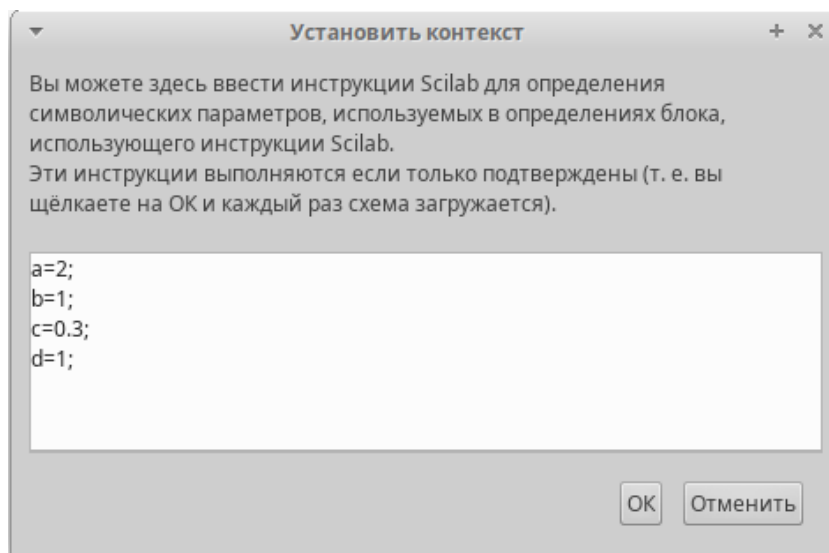 Установить контекст
Вы можете здесь ввести инструкции Scilab для определения
символических параметров, используемых в определениях блока,
использующего инструкции Scilab.
Эти инструкции выполняются если только подтверждены (т. е. вы
щёлкаете на ОК и каждый раз схема загружается).
a=2;
b=1;
c=0.3;
d=1;
ОК Отменить